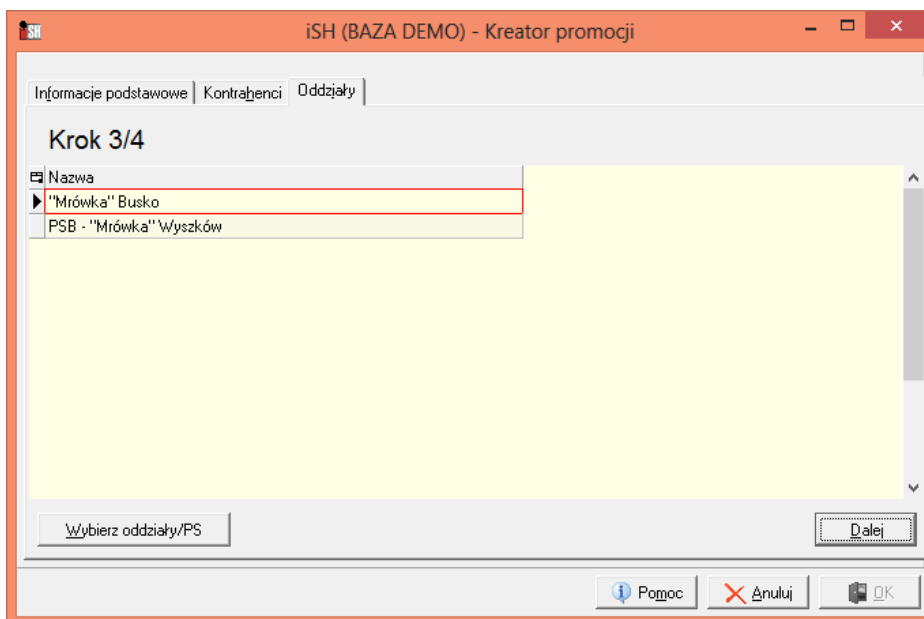 iSH
iSH (BAZA DEMO) - Kreator promocji
Informacje podstawowe
Kontrahenci
Oddziały
Krok 3/4
Nazwa
"Mrówka" Busko
PSB - "Mrówka" Wyszków
Wybierz oddziały/PS
Dalej
Pomoc
Anuluj
OK